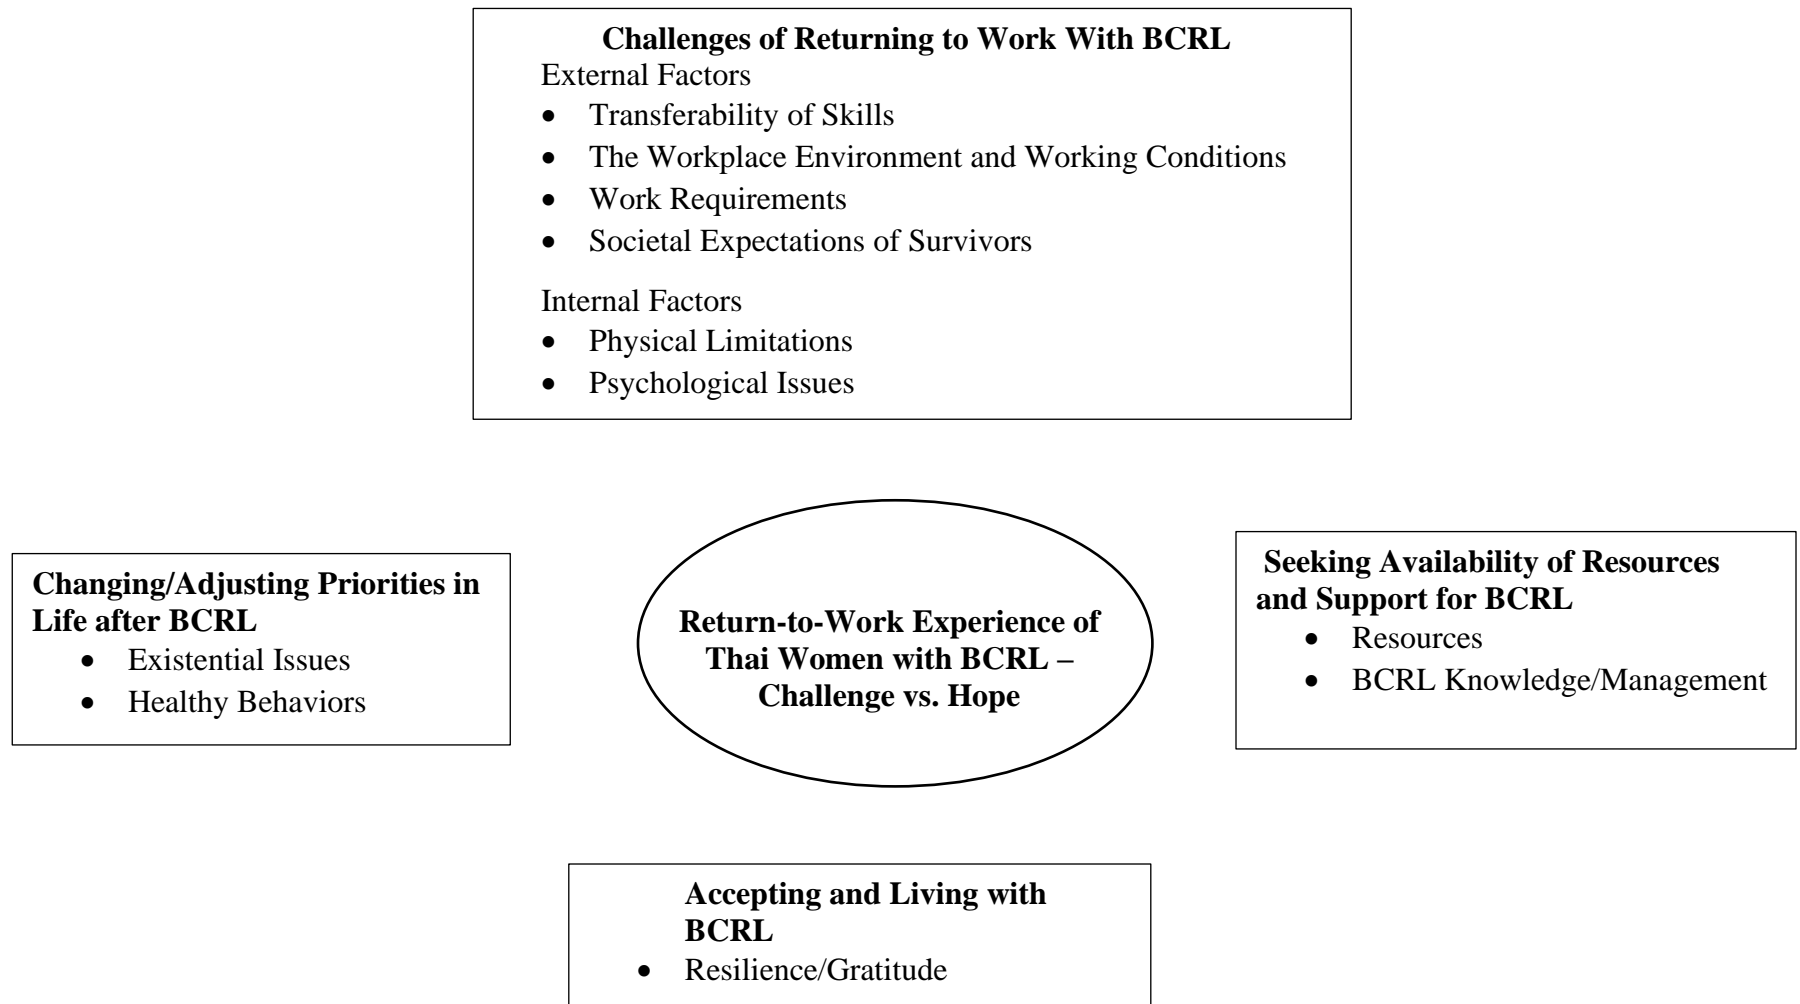 Challenges of Returning to Work With BCRL
External Factors
• Transferability of Skills
• The Workplace Environment and Working Conditions
• Work Requirements
• Societal Expectations of Survivors
Internal Factors
• Physical Limitations
• Psychological Issues
Changing/Adjusting Priorities in
Life after BCRL
• Existential Issues
• Healthy Behaviors
Return-to-Work Experience of
Thai Women with BCRL –
Challenge vs. Hope
Seeking Availability of Resources
and Support for BCRL
• Resources
• BCRL Knowledge/Management
Accepting and Living with
BCRL
• Resilience/Gratitude